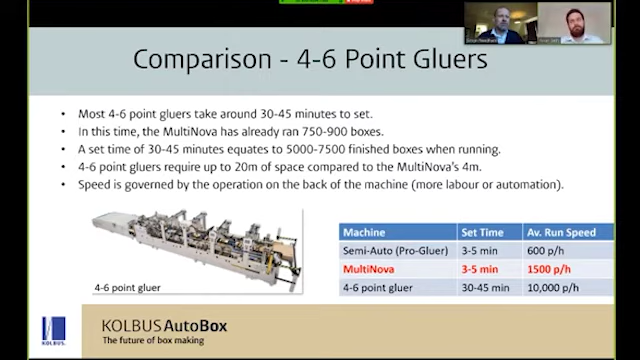 Comparison - 4-6 Point Gluers
• Most 4-6 point gluers take around 30-45 minutes to set.
• In this time, the MultiNova has already ran 750-900 boxes.
• A set time of 30-45 minutes equates to 5000-7500 finished boxes when running.
• 4-6 point gluers require up to 20m of space compared to the MultiNova's 4m.
• Speed is governed by the operation on the back of the machine (more labour or automation).
Machine Set Time Av. Run Speed
Semi-Auto (Pro-Gluer) 3-5 min 600 p/h
MultiNova 3-5 min 1500 p/h
4-6 point gluer 30-45 min 10,000 p/h
4-6 point gluer
KOLBUS.
KOLBUS AutoBox
The future of box making